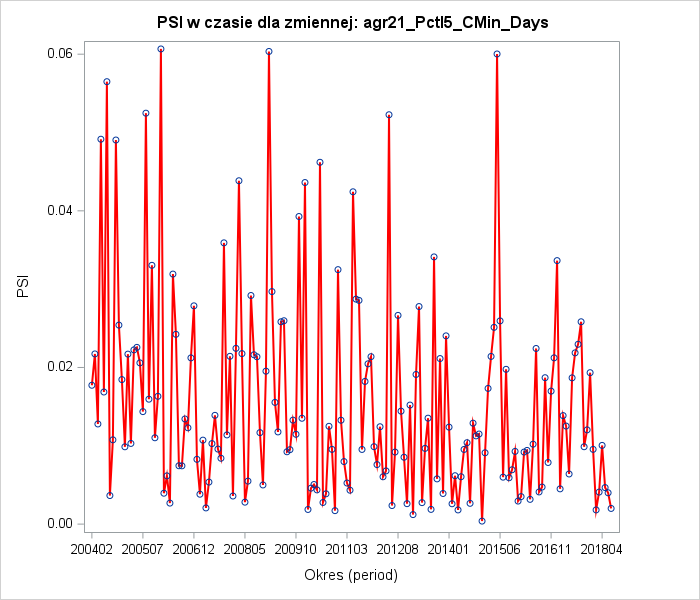 PSI w czasie dla zmiennej: agr21_Pctl5_CMin_Days
0.06
0.04
0.02
0.00
PSI
200402 200507 200612 200805 200910 201103 201208 201401 201506 201611 201804
Okres (period)